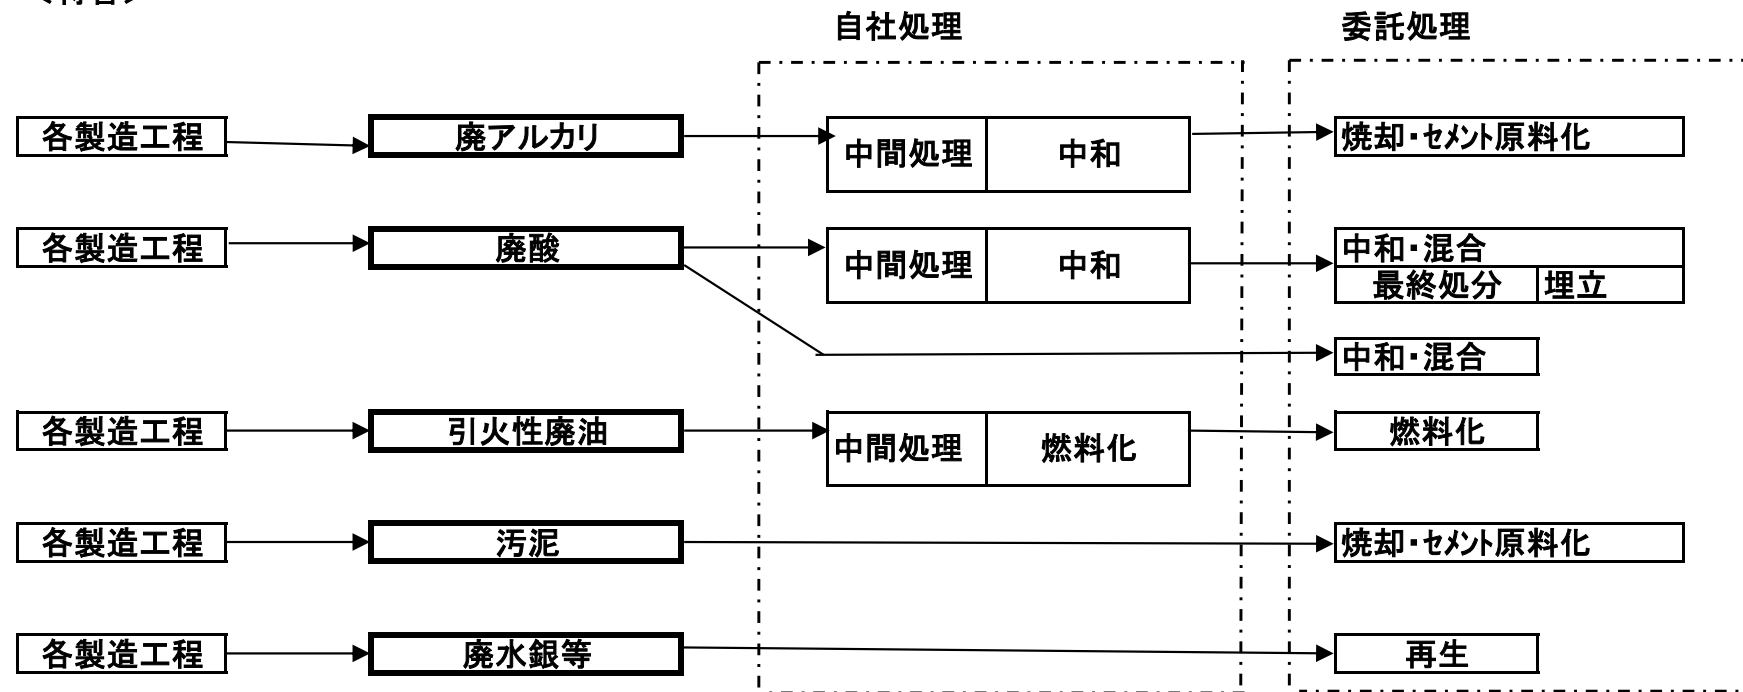 自社処理 委託処理
各製造工程 廃アルカリ 中間処理 中和 焼却・セメント原料化
各製造工程 廃酸 中間処理 中和 中和・混合
最終処分 埋立
中和・混合
各製造工程 引火性廃油 中間処理 燃料化 燃料化
各製造工程 汚泥 焼却・セメント原料化
各製造工程 廃水銀等 再生